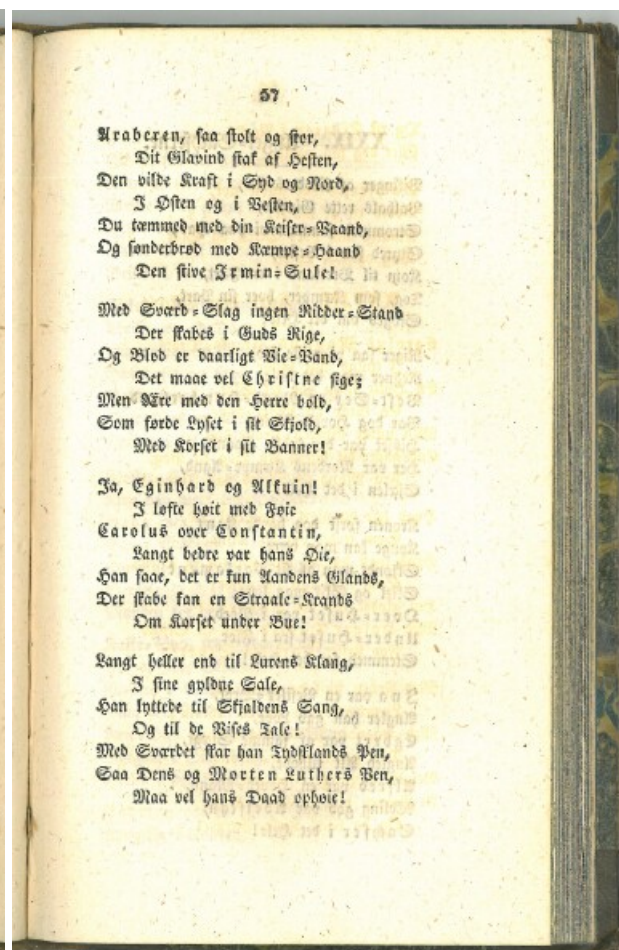 57
Araberen, saa stolt og stor,
Dit Glavind stak af Hesten,
Den vilde Kraft i Syd og Nord,
I Østen og i Vesten,
Du tæmmed med din Keiser-Vaand,
Og sønderbrød med Kæmpe-Haand
Den stive Irmin-Sule!
Med Sværd-Slag ingen Ridder-Stand
Der skabes i Guds Rige,
Og Blod er daarligt Vie-Vand,
Det maae vel Christne sige;
Men Ære med den Herre bold,
Som førde Lyset i sit Skjold,
Med Korset i sit Banner!
Ja, Eginhard og Alkuin!
I lofte høit med Føie
Carolus over Constantin,
Langt bedre var hans Øie,
Han saae, det er kun Aandens Glands,
Der skabe kan en Straale-Krands
Om Korset under Bue!
Langt heller end til Lurens Klang,
I sine gyldne Sale,
Han lyttede til Skjaldens Sang,
Og til de Vises Tale!
Med Sværdet skar han Tydsklands Pen,
Saa Dens og Morten Luthers Ven,
Maa vel hans Daad ophøie!